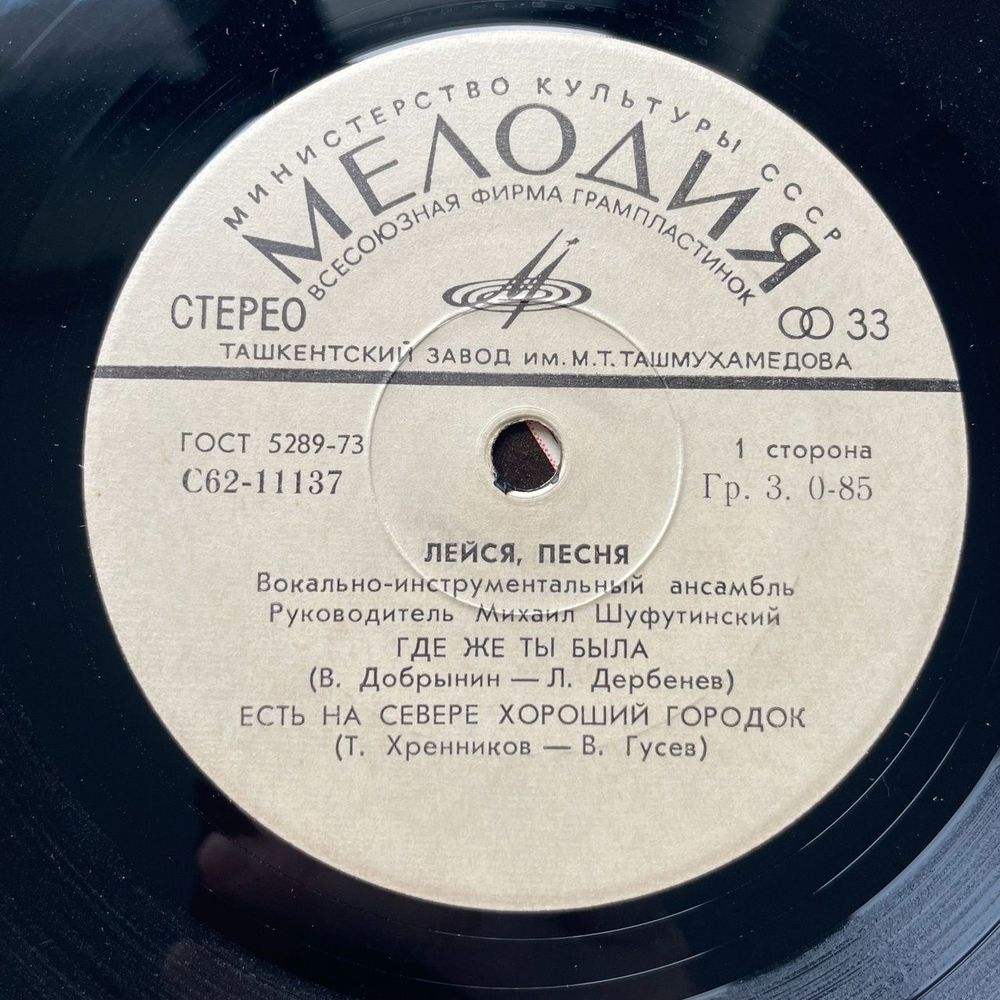 МИНИСТЕРСТВО КУЛЬТУРЫ СССР
МЕЛОДИЯ
ВСЕСОЮЗНАЯ ФИРМА ГРАМПЛАСТИНОК
СТЕРЕО
33
ТАШКЕНТСКИЙ ЗАВОД им. М.Т. ТАШМУХАМЕДОВА
ГОСТ 5289-73
1 сторона
С62-11137
Гр. 3. 0-85
ЛЕЙСЯ, ПЕСНЯ
Вокально-инструментальный ансамбль
Руководитель Михаил Шуфутинский
ГДЕ ЖЕ ТЫ БЫЛА
(В. Добрынин — Л. Дербенев)
ЕСТЬ НА СЕВЕРЕ ХОРОШИЙ ГОРОДОК
(Т. Хренников — В. Гусев)